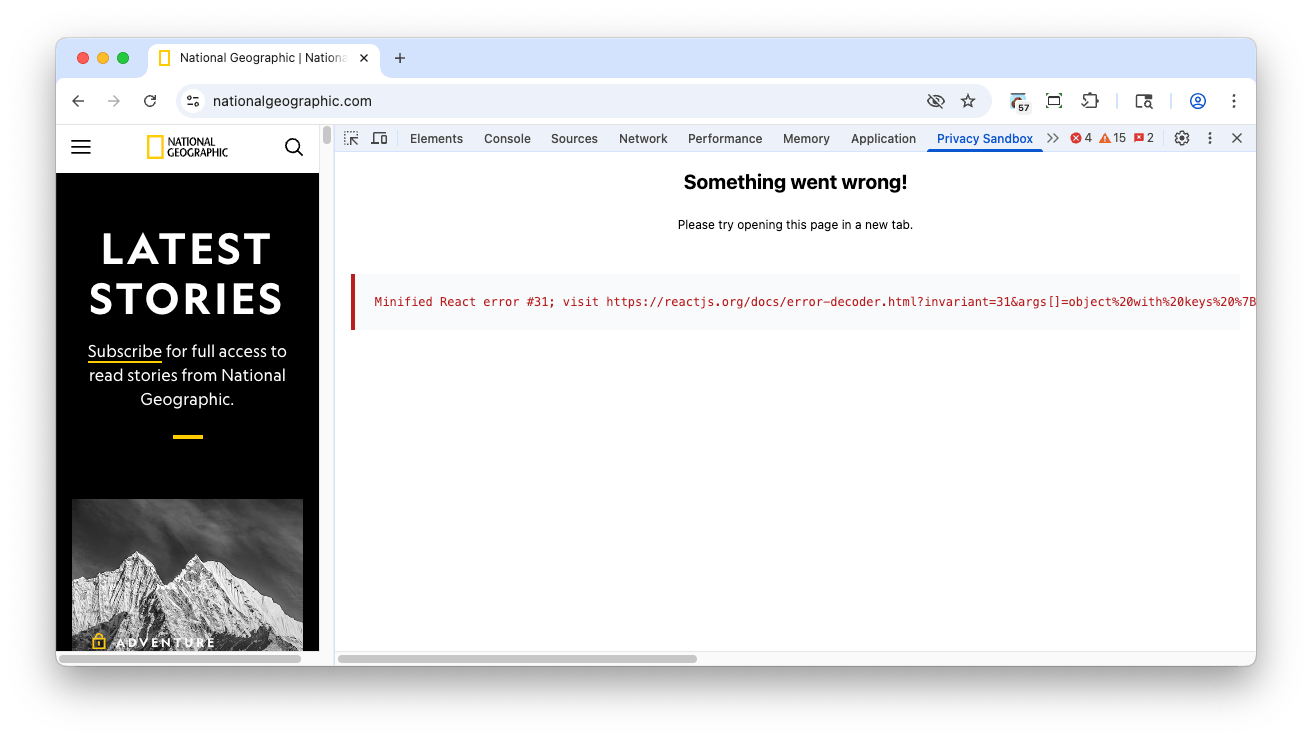 National Geographic | Nationa
nationalgeographic.com
57
NATIONAL
GEOGRAPHIC
Elements
Console
Sources
Network
Performance
Memory
Application
Privacy Sandbox
4
15
2
LATEST
STORIES
Subscribe for full access to
read stories from National
Geographic.
ADVENTURE
Something went wrong!
Please try opening this page in a new tab.
Minified React error #31; visit https://reactjs.org/docs/error-decoder.html?invariant=31&args[]=object%20with%20keys%20%7B